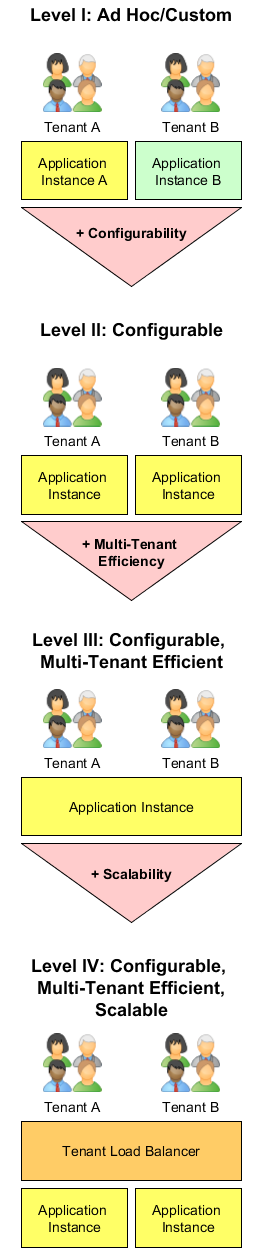 Level I: Ad Hoc/Custom
Tenant A
Tenant B
Application
Instance A
Application
Instance B
+ Configurability
Level II: Configurable
Tenant A
Tenant B
Application
Instance
Application
Instance
+ Multi-Tenant
Efficiency
Level III: Configurable,
Multi-Tenant Efficient
Tenant A
Tenant B
Application Instance
+ Scalability
Level IV: Configurable,
Multi-Tenant Efficient,
Scalable
Tenant A
Tenant B
Tenant Load Balancer
Application
Instance
Application
Instance